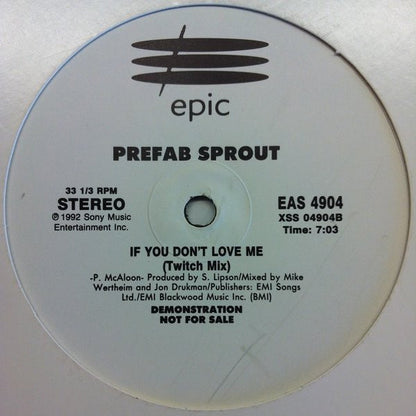 epic
PREFAB SPROUT
33 1/3 RPM
STEREO
℗ 1992 Sony Music
Entertainment Inc.
EAS 4904
XSS 04904B
Time: 7:03
IF YOU DON'T LOVE ME
(Twitch Mix)
-P. McAloon- Produced by S. Lipson/Mixed by Mike
Wertheim and Jon Drukman/Publishers: EMI Songs
Ltd./EMI Blackwood Music Inc. (BMI)
DEMONSTRATION
NOT FOR SALE